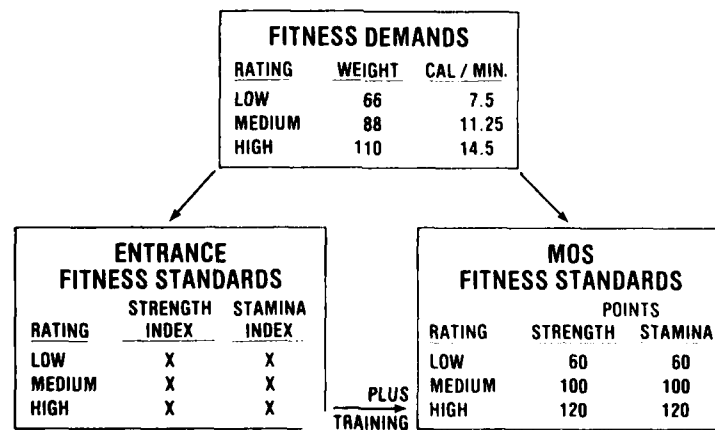 FITNESS DEMANDS
RATING WEIGHT CAL / MIN.
LOW 66 7.5
MEDIUM 88 11.25
HIGH 110 14.5
ENTRANCE
FITNESS STANDARDS
STRENGTH STAMINA
RATING INDEX INDEX
LOW X X
MEDIUM X X
HIGH X X
PLUS
TRAINING
MOS
FITNESS STANDARDS
POINTS
RATING STRENGTH STAMINA
LOW 60 60
MEDIUM 100 100
HIGH 120 120